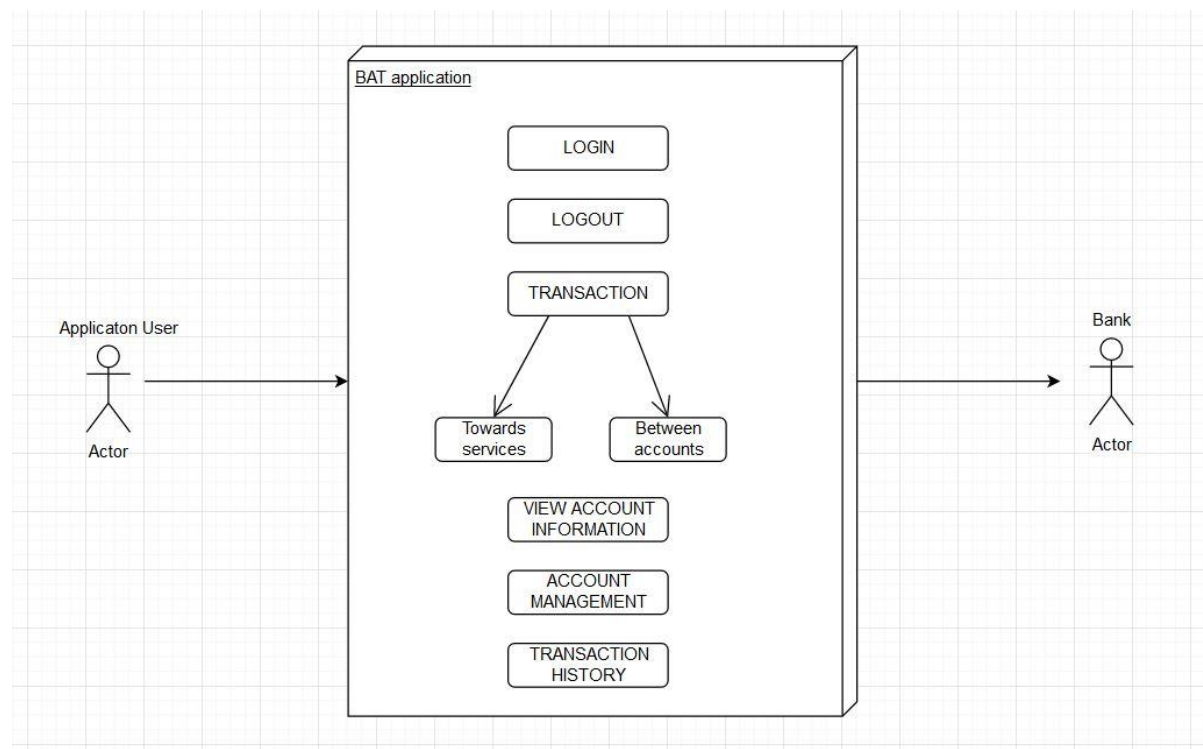 BAT application
LOGIN
LOGOUT
TRANSACTION
Applicaton User
Actor
Bank
Actor
Towards
services
Between
accounts
VIEW ACCOUNT
INFORMATION
ACCOUNT
MANAGEMENT
TRANSACTION
HISTORY